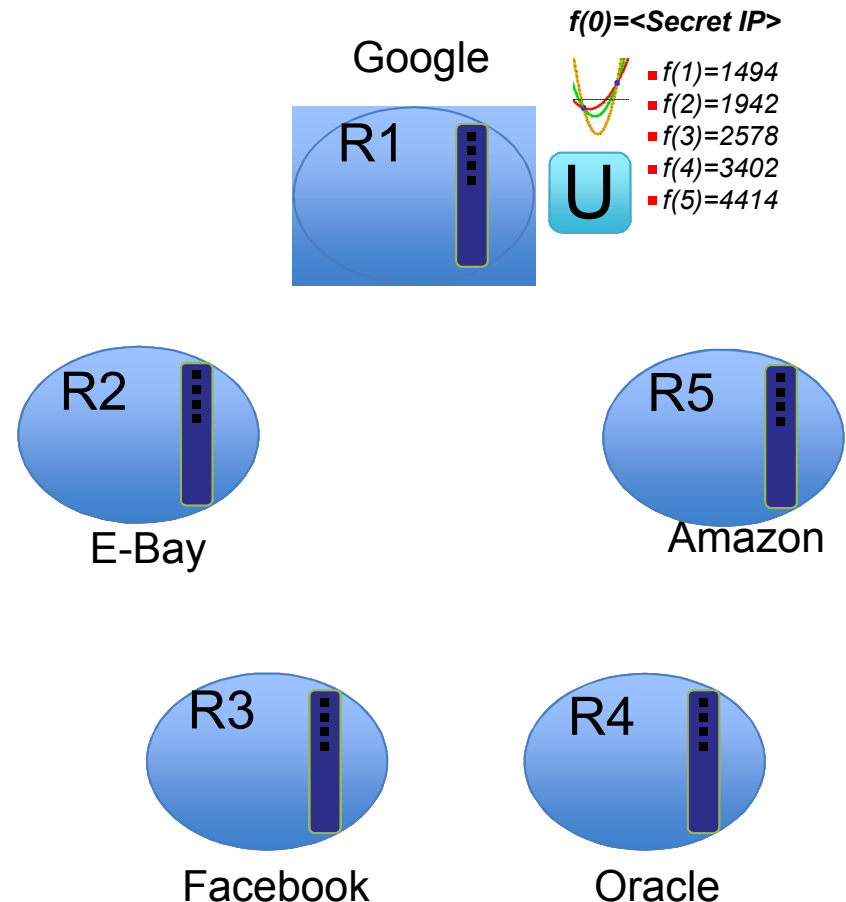 f(0)=<Secret IP>
Google
f(1)=1494
f(2)=1942
f(3)=2578
f(4)=3402
f(5)=4414
R1
U
R2
R5
E-Bay
Amazon
R3
R4
Facebook
Oracle